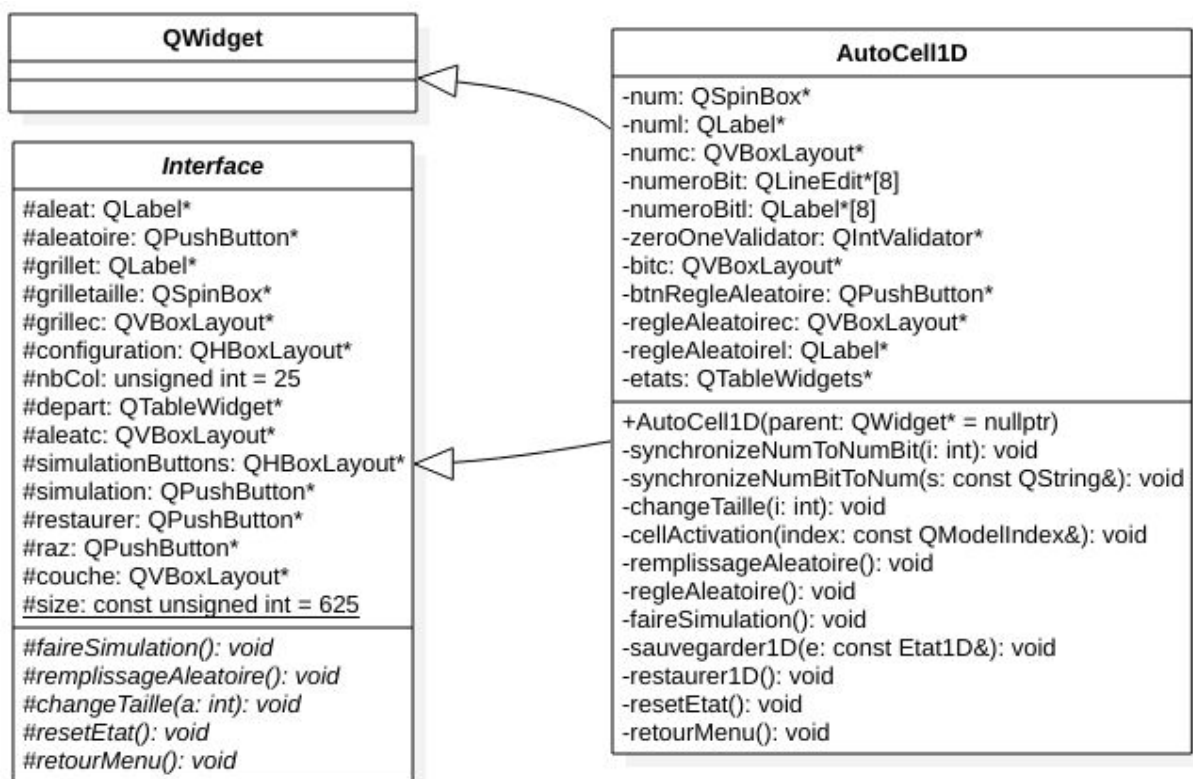 QWidget
Interface
#aleat: QLabel*
#aleatoire: QPushButton*
#grillet: QLabel*
#grilletaille: QSpinBox*
#grillec: QVBoxLayout*
#configuration: QHBoxLayout*
#nbCol: unsigned int = 25
#depart: QTableWidget*
#aleatc: QVBoxLayout*
#simulationButtons: QHBoxLayout*
#simulation: QPushButton*
#restaurer: QPushButton*
#raz: QPushButton*
#couche: QVBoxLayout*
#size: const unsigned int = 625
#faireSimulation(): void
#remplissageAleatoire(): void
#changeTaille(a: int): void
#resetEtat(): void
#retourMenu(): void
AutoCell1D
-num: QSpinBox*
-numl: QLabel*
-numc: QVBoxLayout*
-numeroBit: QLineEdit*[8]
-numeroBitl: QLabel*[8]
-zeroOneValidator: QIntValidator*
-bitc: QVBoxLayout*
-btnRegleAleatoire: QPushButton*
-regleAleatoirec: QVBoxLayout*
-regleAleatoirel: QLabel*
-etats: QTableWidgets*
+AutoCell1D(parent: QWidget* = nullptr)
-synchronizeNumToNumBit(i: int): void
-synchronizeNumBitToNum(s: const QString&): void
-changeTaille(i: int): void
-cellActivation(index: const QModelIndex&): void
-remplissageAleatoire(): void
-regleAleatoire(): void
-faireSimulation(): void
-sauvegarder1D(e: const Etat1D&): void
-restaurer1D(): void
-resetEtat(): void
-retourMenu(): void